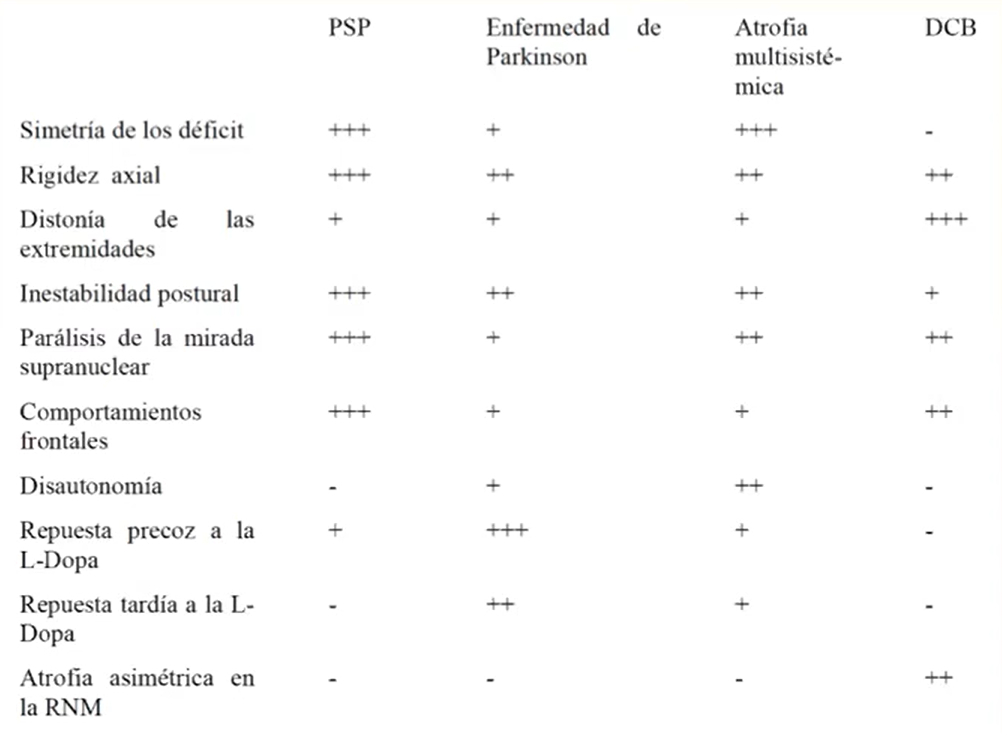 PSP Enfermedad de Parkinson Atrofia multisisté-mica DCB
Simetría de los déficit +++ + +++ -
Rigidez axial +++ ++ ++ ++
Distonía de las extremidades + + + +++
Inestabilidad postural +++ ++ ++ +
Parálisis de la mirada supranuclear +++ + ++ ++
Comportamientos frontales +++ + + ++
Disautonomía - + ++ -
Repuesta precoz a la L-Dopa + +++ + -
Repuesta tardía a la L-Dopa - ++ + -
Atrofia asimétrica en la RNM - - - ++